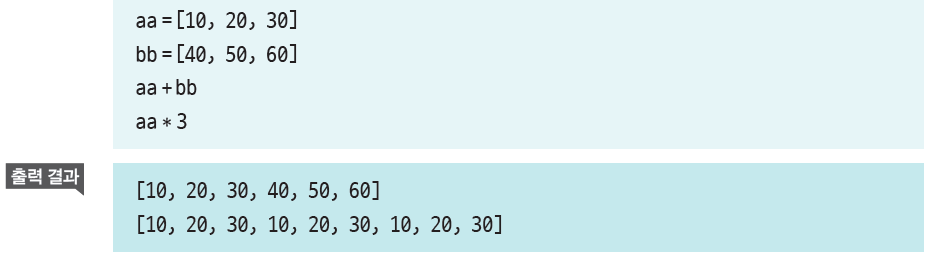 aa = [10, 20, 30]
bb = [40, 50, 60]
aa + bb
aa * 3
출력 결과
[10, 20, 30, 40, 50, 60]
[10, 20, 30, 10, 20, 30, 10, 20, 30]